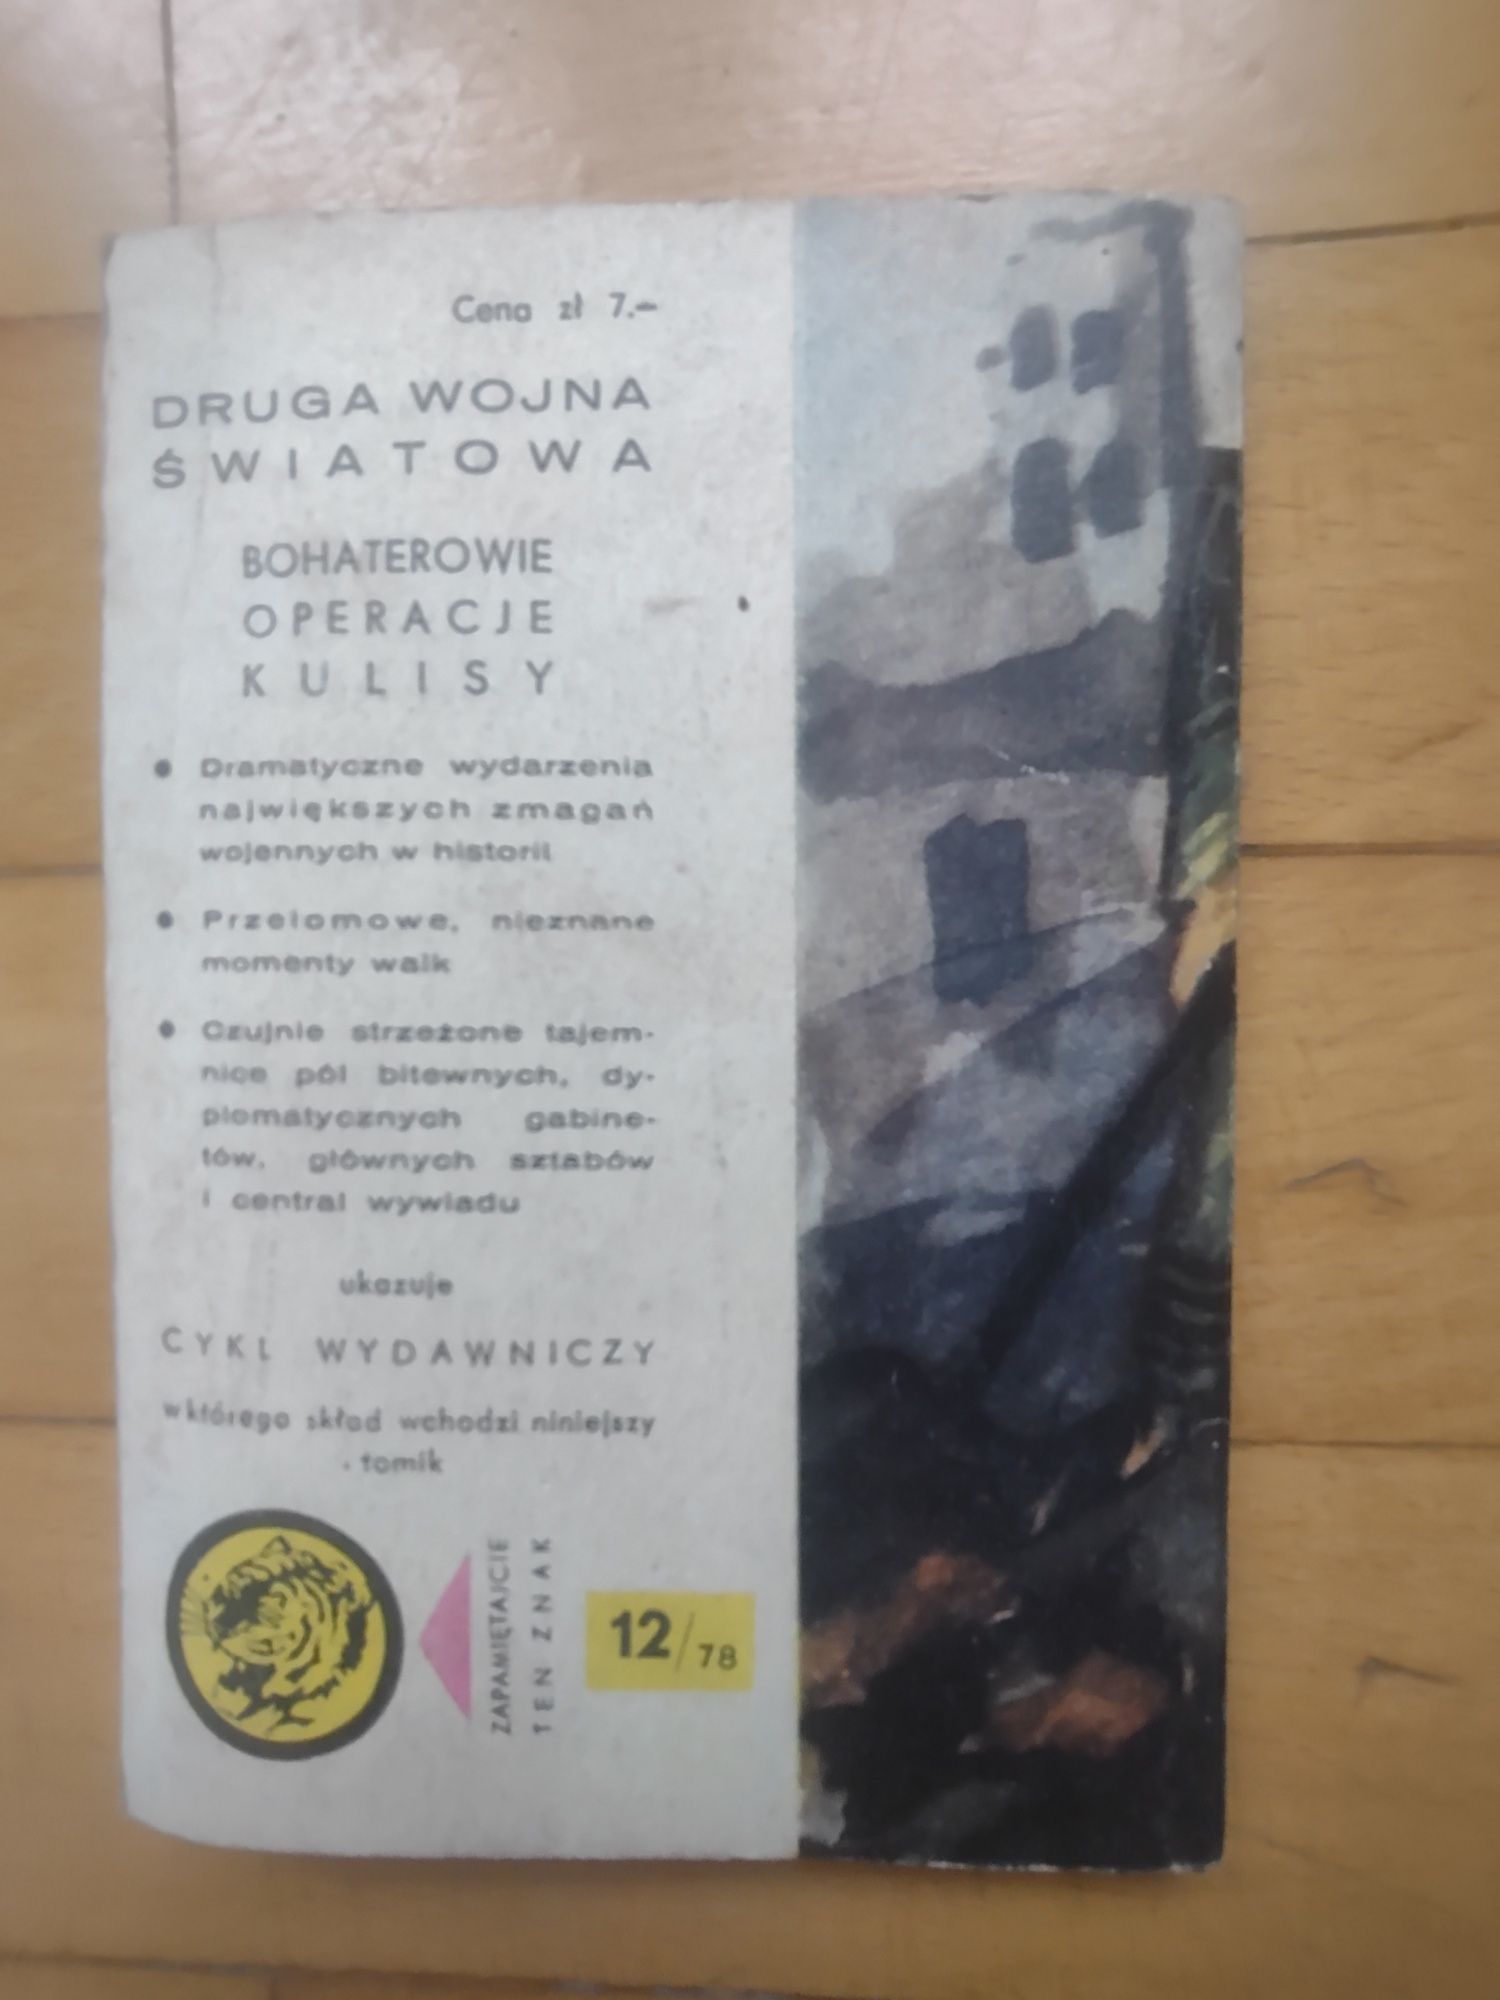 Cena zł 7.–
DRUGA WOJNA
ŚWIATOWA
BOHATEROWIE
OPERACJE
KULISY
● Dramatyczne wydarzenia
największych zmagań
wojennych w historii
● Przełomowe, nieznane
momenty walk
● Czujnie strzeżone tajem-
nice pól bitewnych, dy-
plomatycznych gabine-
tów, głównych sztabów
i central wywiadu
ukazuje
CYKL WYDAWNICZY
w którego skład wchodzi niniejszy
tomik
ZAPAMIĘTAJCIE
TEN ZNAK
12/78